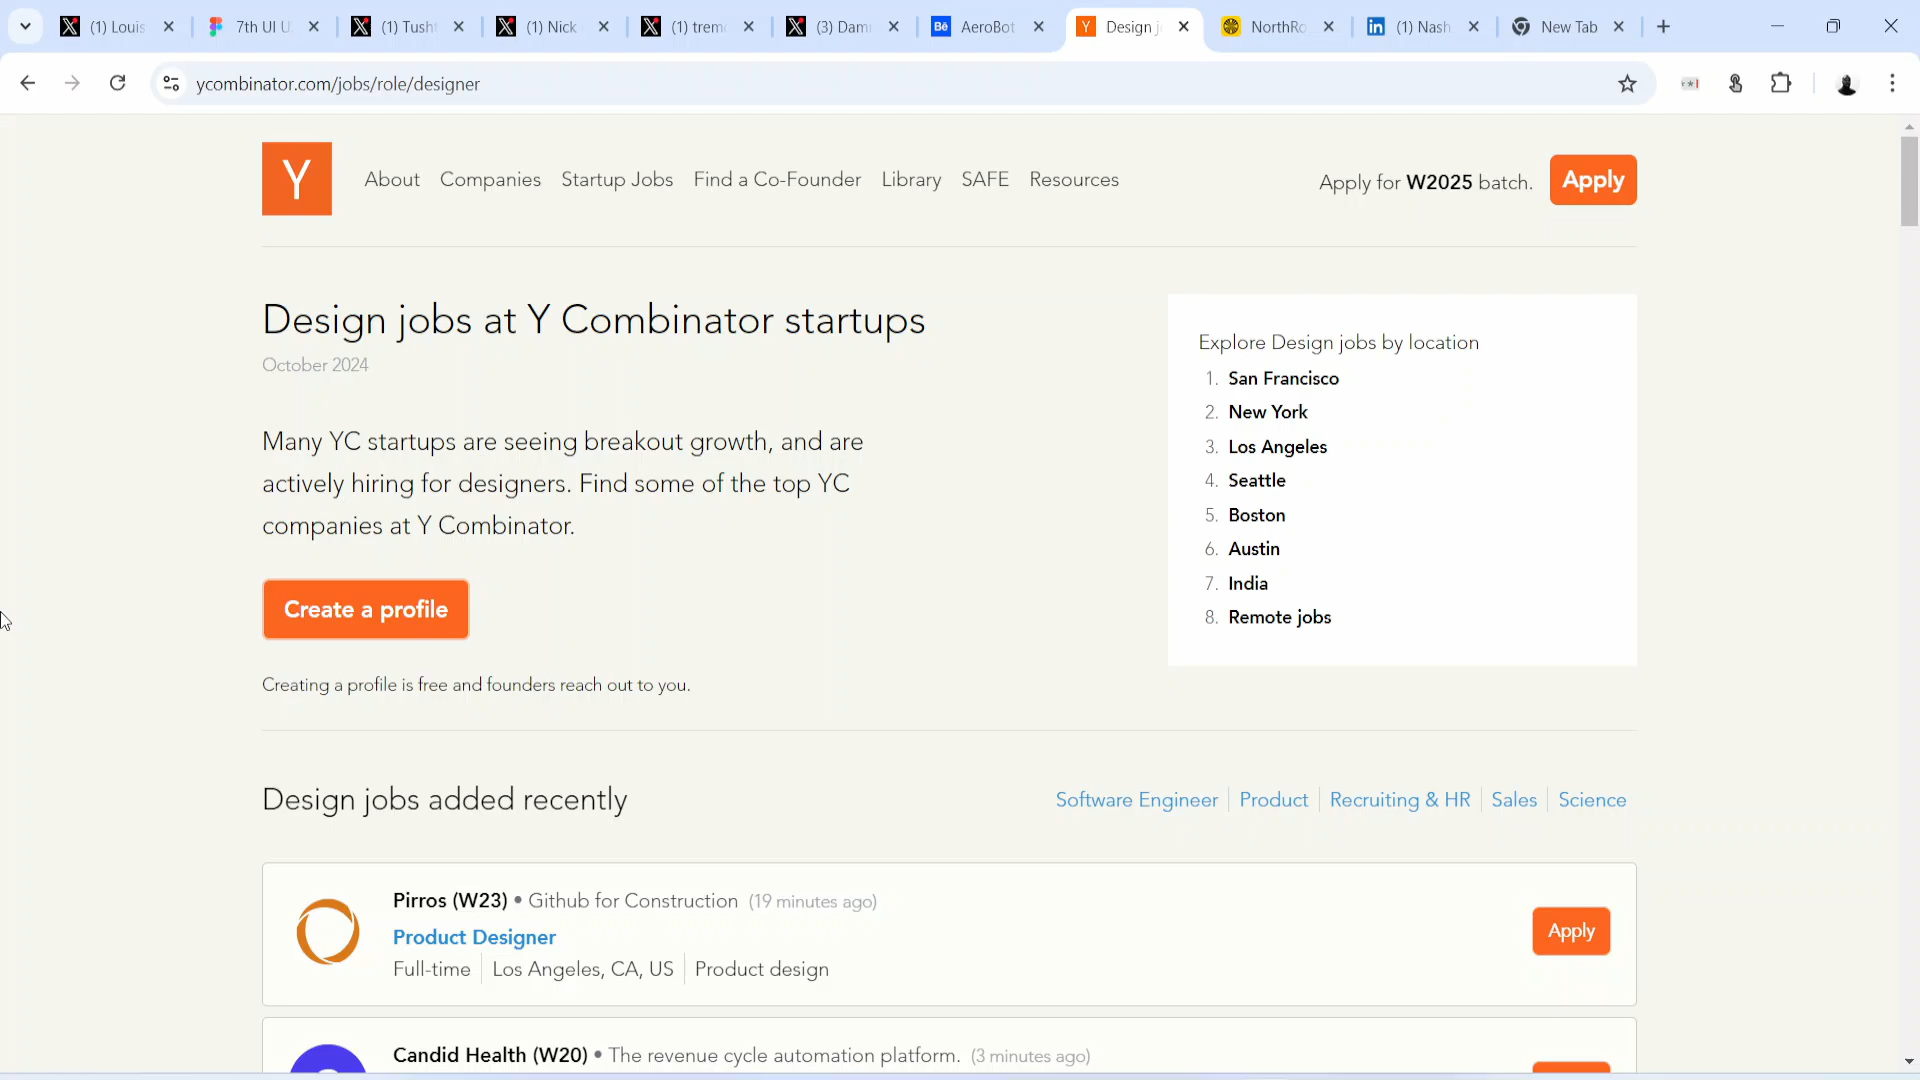 (1) Louis
7th UI U
(1) Tusht
(1) Nick
(1) trem
(3) Dam
Bē AeroBot
Y Design j
NorthRo
in (1) Nash
New Tab
ycombinator.com/jobs/role/designer
Y
About Companies Startup Jobs Find a Co-Founder Library SAFE Resources
Apply for W2025 batch. Apply
Design jobs at Y Combinator startups
October 2024
Many YC startups are seeing breakout growth, and are
actively hiring for designers. Find some of the top YC
companies at Y Combinator.
Create a profile
Creating a profile is free and founders reach out to you.
Explore Design jobs by location
1. San Francisco
2. New York
3. Los Angeles
4. Seattle
5. Boston
6. Austin
7. India
8. Remote jobs
Design jobs added recently
Software Engineer Product Recruiting & HR Sales Science
Pirros (W23) • Github for Construction (19 minutes ago)
Product Designer
Full-time Los Angeles, CA, US Product design
Apply
Candid Health (W20) • The revenue cycle automation platform. (3 minutes ago)